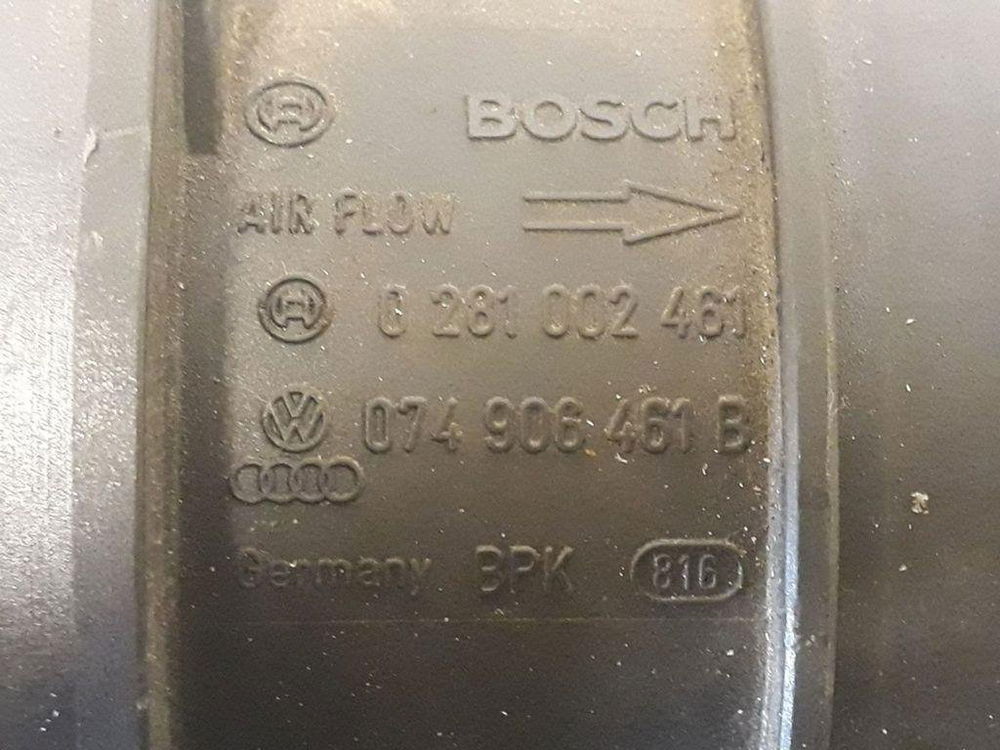 BOSCH
AIR FLOW
0 281 002 461
074 906 461 B
Germany BPK 816